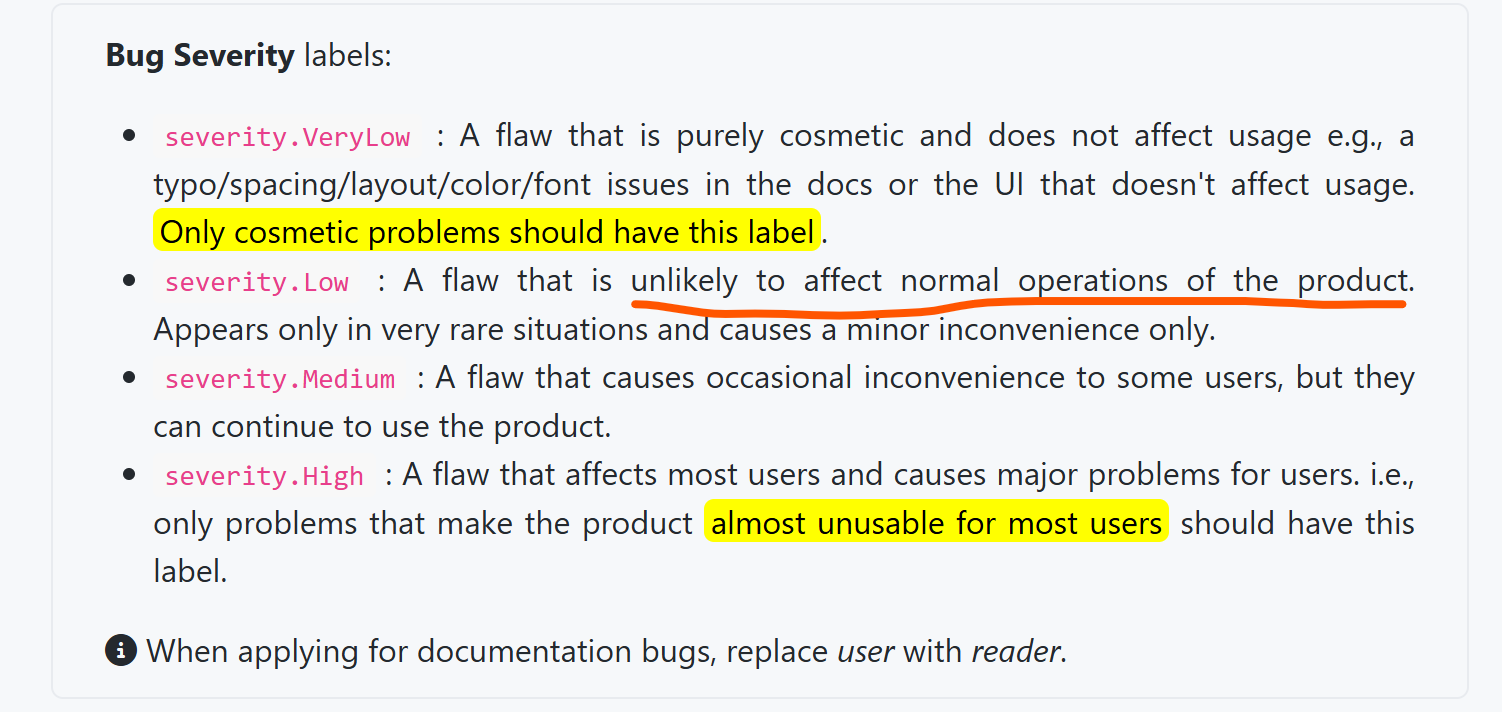 Bug Severity labels:
severity.VeryLow : A flaw that is purely cosmetic and does not affect usage e.g., a
typo/spacing/layout/color/font issues in the docs or the UI that doesn't affect usage.
Only cosmetic problems should have this label.
severity.Low : A flaw that is unlikely to affect normal operations of the product.
Appears only in very rare situations and causes a minor inconvenience only.
severity.Medium : A flaw that causes occasional inconvenience to some users, but they
can continue to use the product.
severity.High : A flaw that affects most users and causes major problems for users. i.e.,
only problems that make the product almost unusable for most users should have this
label.
When applying for documentation bugs, replace user with reader.